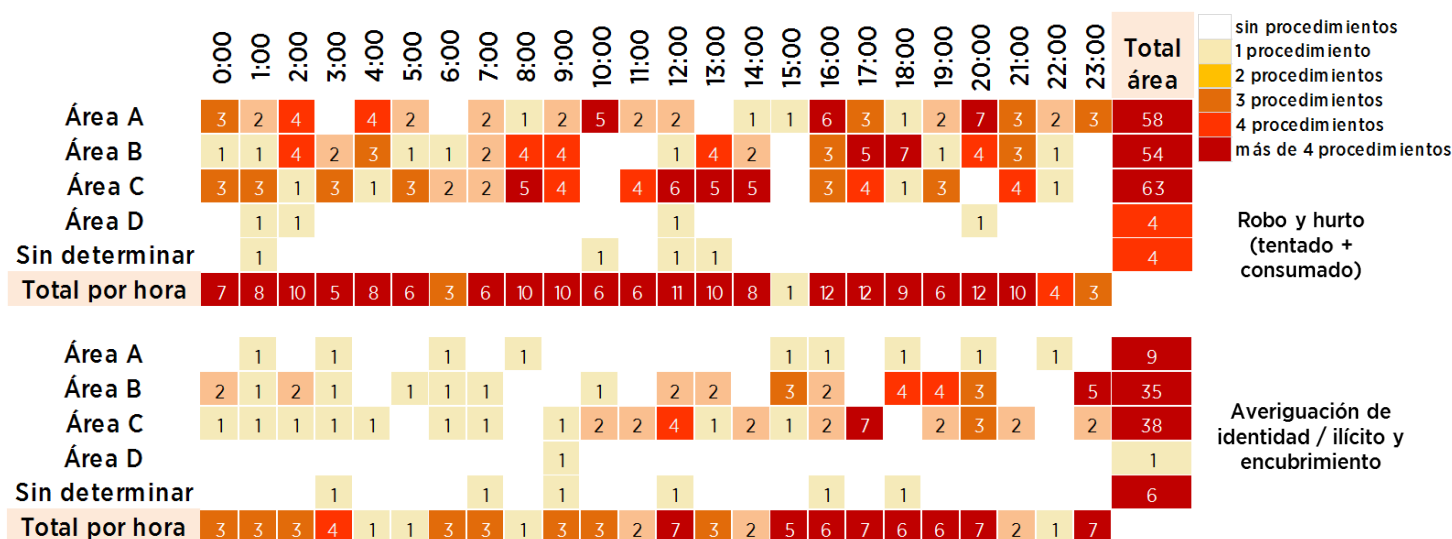 0:00 1:00 2:00 3:00 4:00 5:00 6:00 7:00 8:00 9:00 10:00 11:00 12:00 13:00 14:00 15:00 16:00 17:00 18:00 19:00 20:00 21:00 22:00 23:00 Total área
Área A 3 2 4 4 2 2 1 2 5 2 2 1 1 6 3 1 2 7 3 2 3 58
Área B 1 1 4 2 3 1 1 2 4 4 1 4 2 3 5 7 1 4 3 1 54
Área C 3 3 1 3 1 3 2 2 5 4 4 6 5 5 3 4 1 3 4 1 63
Área D 1 1 1 1 4
Sin determinar 1 1 1 1 4
Total por hora 7 8 10 5 8 6 3 6 10 10 6 6 11 10 8 1 12 12 9 6 12 10 4 3
sin procedimientos
1 procedimiento
2 procedimientos
3 procedimientos
4 procedimientos
más de 4 procedimientos
Robo y hurto
(tentado +
consumado)
Área A 1 1 1 1 1 1 1 1 1 9
Área B 2 1 2 1 1 1 1 1 2 2 3 2 4 4 3 5 35
Área C 1 1 1 1 1 1 1 1 2 2 4 1 2 1 2 7 2 3 2 2 38
Área D 1 1
Sin determinar 1 1 1 1 1 1 6
Total por hora 3 3 3 4 1 1 3 3 1 3 3 2 7 3 2 5 6 7 6 6 7 2 1 7
Averiguación de
identidad / ilícito y
encubrimiento